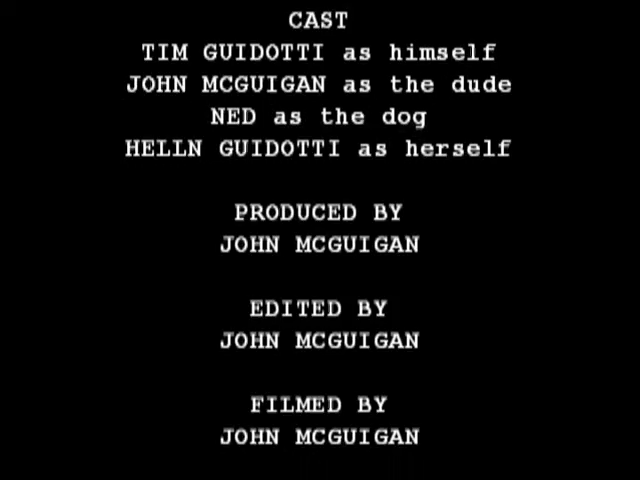 CAST
TIM GUIDOTTI as himself
JOHN MCGUIGAN as the dude
NED as the dog
HELLN GUIDOTTI as herself
PRODUCED BY
JOHN MCGUIGAN
EDITED BY
JOHN MCGUIGAN
FILMED BY
JOHN MCGUIGAN